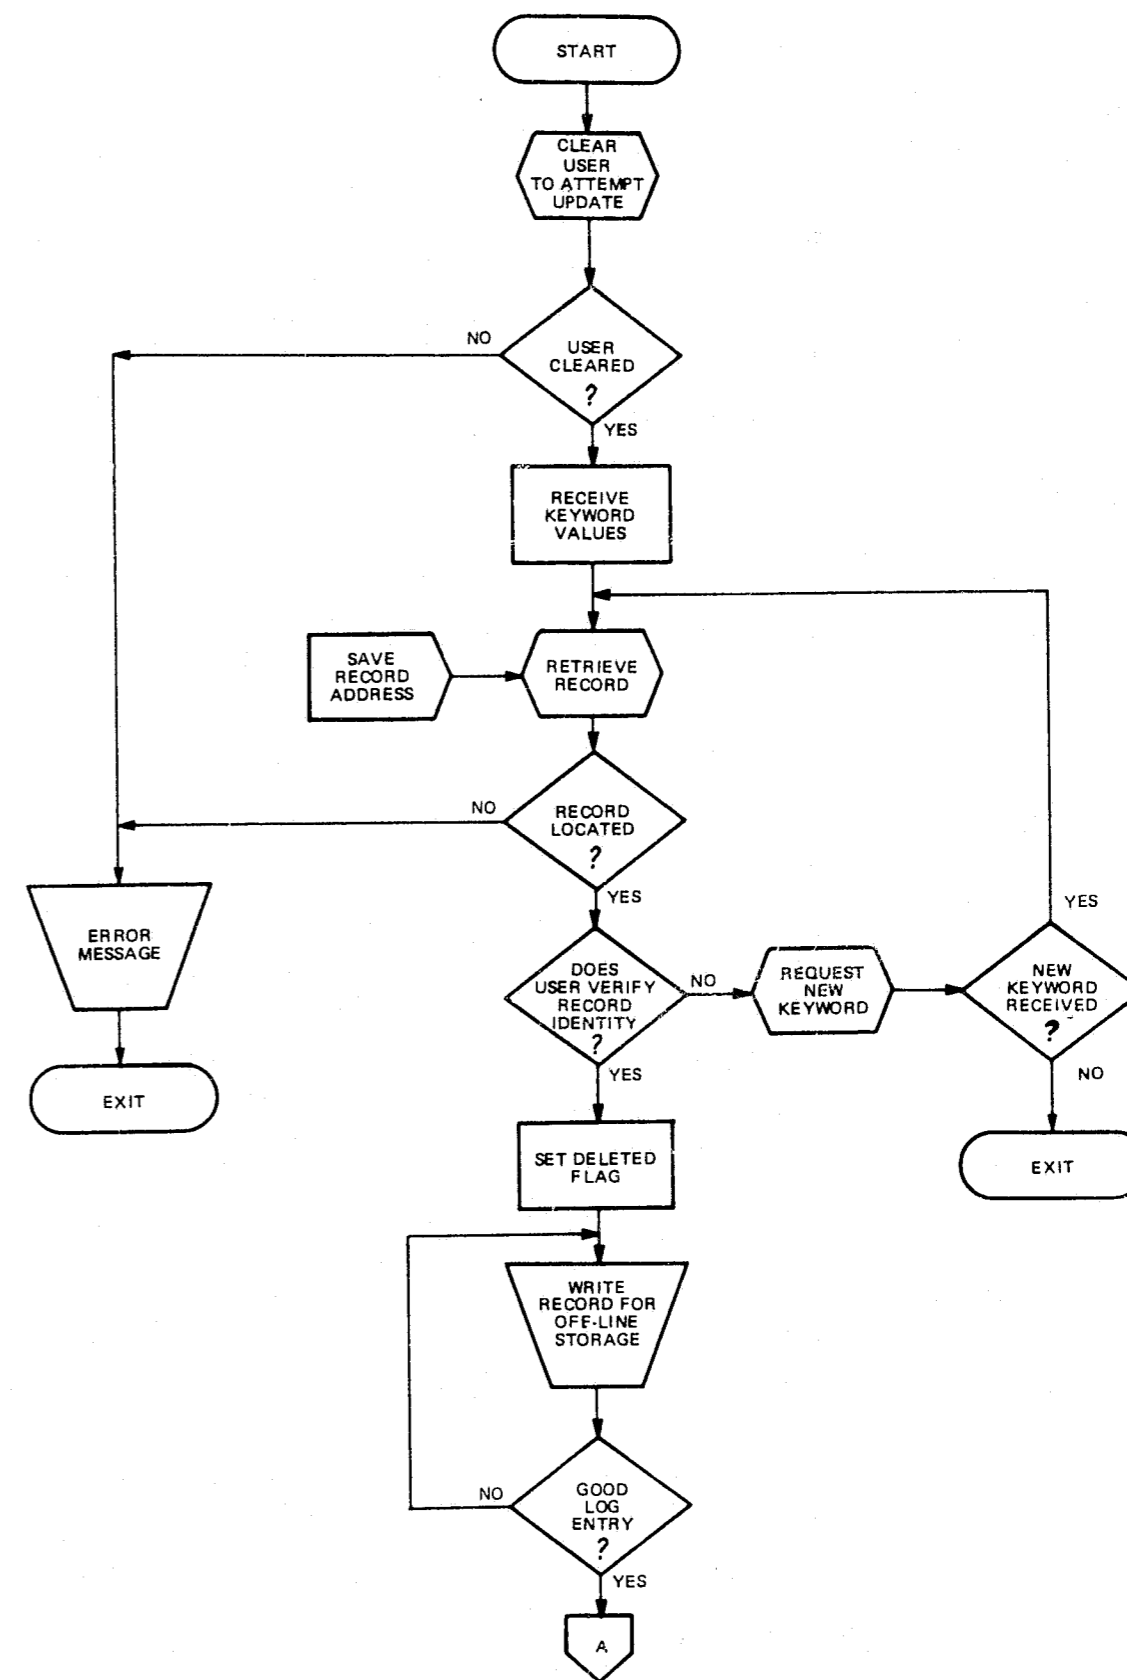 START
CLEAR
USER
TO ATTEMPT
UPDATE
NO
USER
CLEARED
?
YES
RECEIVE
KEYWORD
VALUES
SAVE
RECORD
ADDRESS
RETRIEVE
RECORD
NO
RECORD
LOCATED
?
YES
ERROR
MESSAGE
EXIT
DOES
USER VERIFY
RECORD
IDENTITY
?
NO
YES
REQUEST
NEW
KEYWORD
YES
NEW
KEYWORD
RECEIVED
?
NO
EXIT
SET DELETED
FLAG
WRITE
RECORD FOR
OFF-LINE
STORAGE
NO
GOOD
LOG
ENTRY
?
YES
A